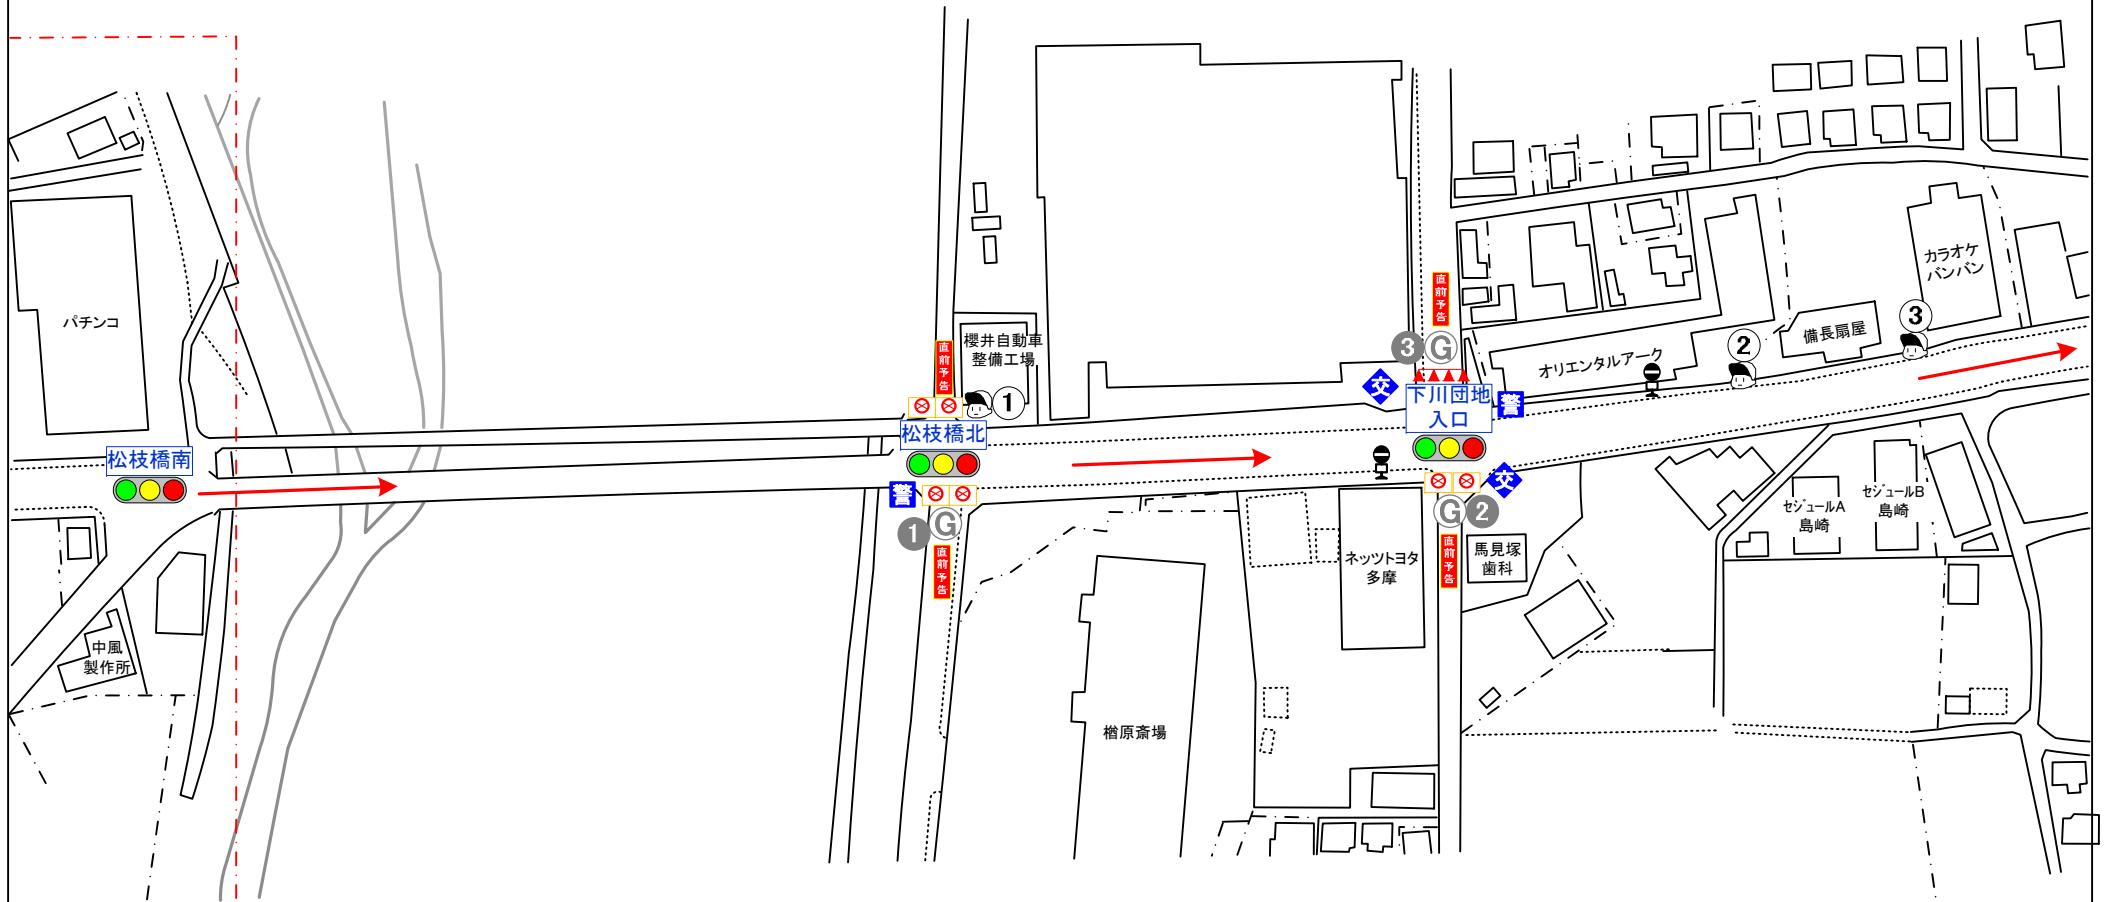 パチンコ
松枝橋南
中風
製作所
直前予告
櫻井自動車
整備工場
1
松枝橋北
警
1
G
直前予告
楢原斎場
ネッツトヨタ
多摩
直前予告
3
G
交
下川団地
入口
警
交
G
2
直前予告
馬見塚
歯科
オリエンタルアーク
2
備長扇屋
3
カラオケ
バンバン
セジュールA
島崎
セジュールB
島崎